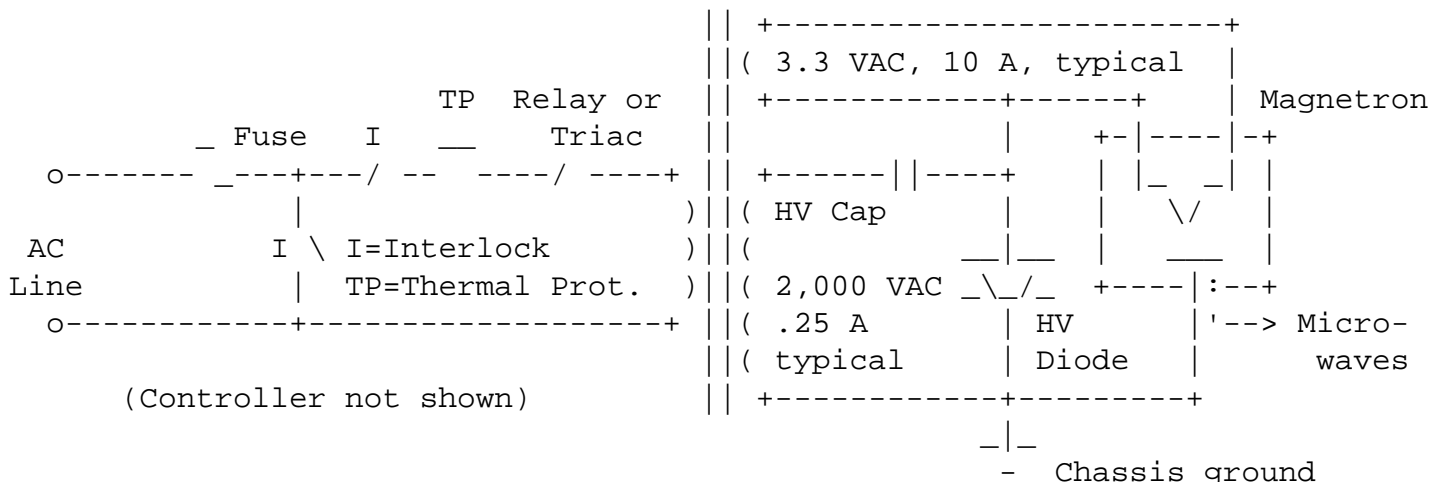 3.3 VAC, 10 A, typical
TP Relay or Magnetron
Fuse I Triac
HV Cap
AC I I=Interlock
Line TP=Thermal Prot. 2,000 VAC
.25 A HV Micro-
typical Diode waves
(Controller not shown)
Chassis ground